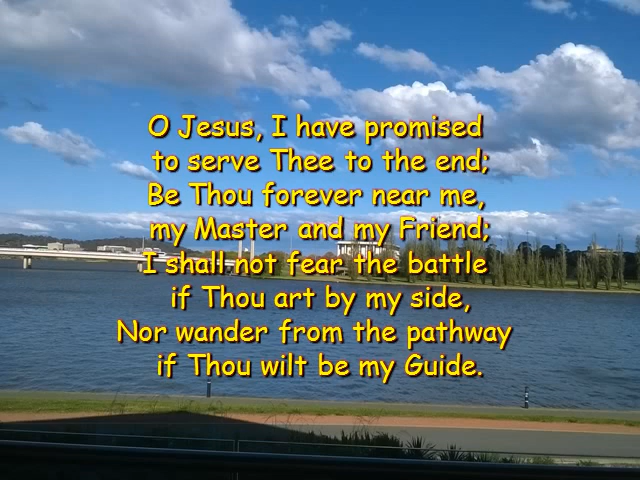 O Jesus, I have promised
to serve Thee to the end;
Be Thou forever near me,
my Master and my Friend;
I shall not fear the battle
if Thou art by my side,
Nor wander from the pathway
if Thou wilt be my Guide.